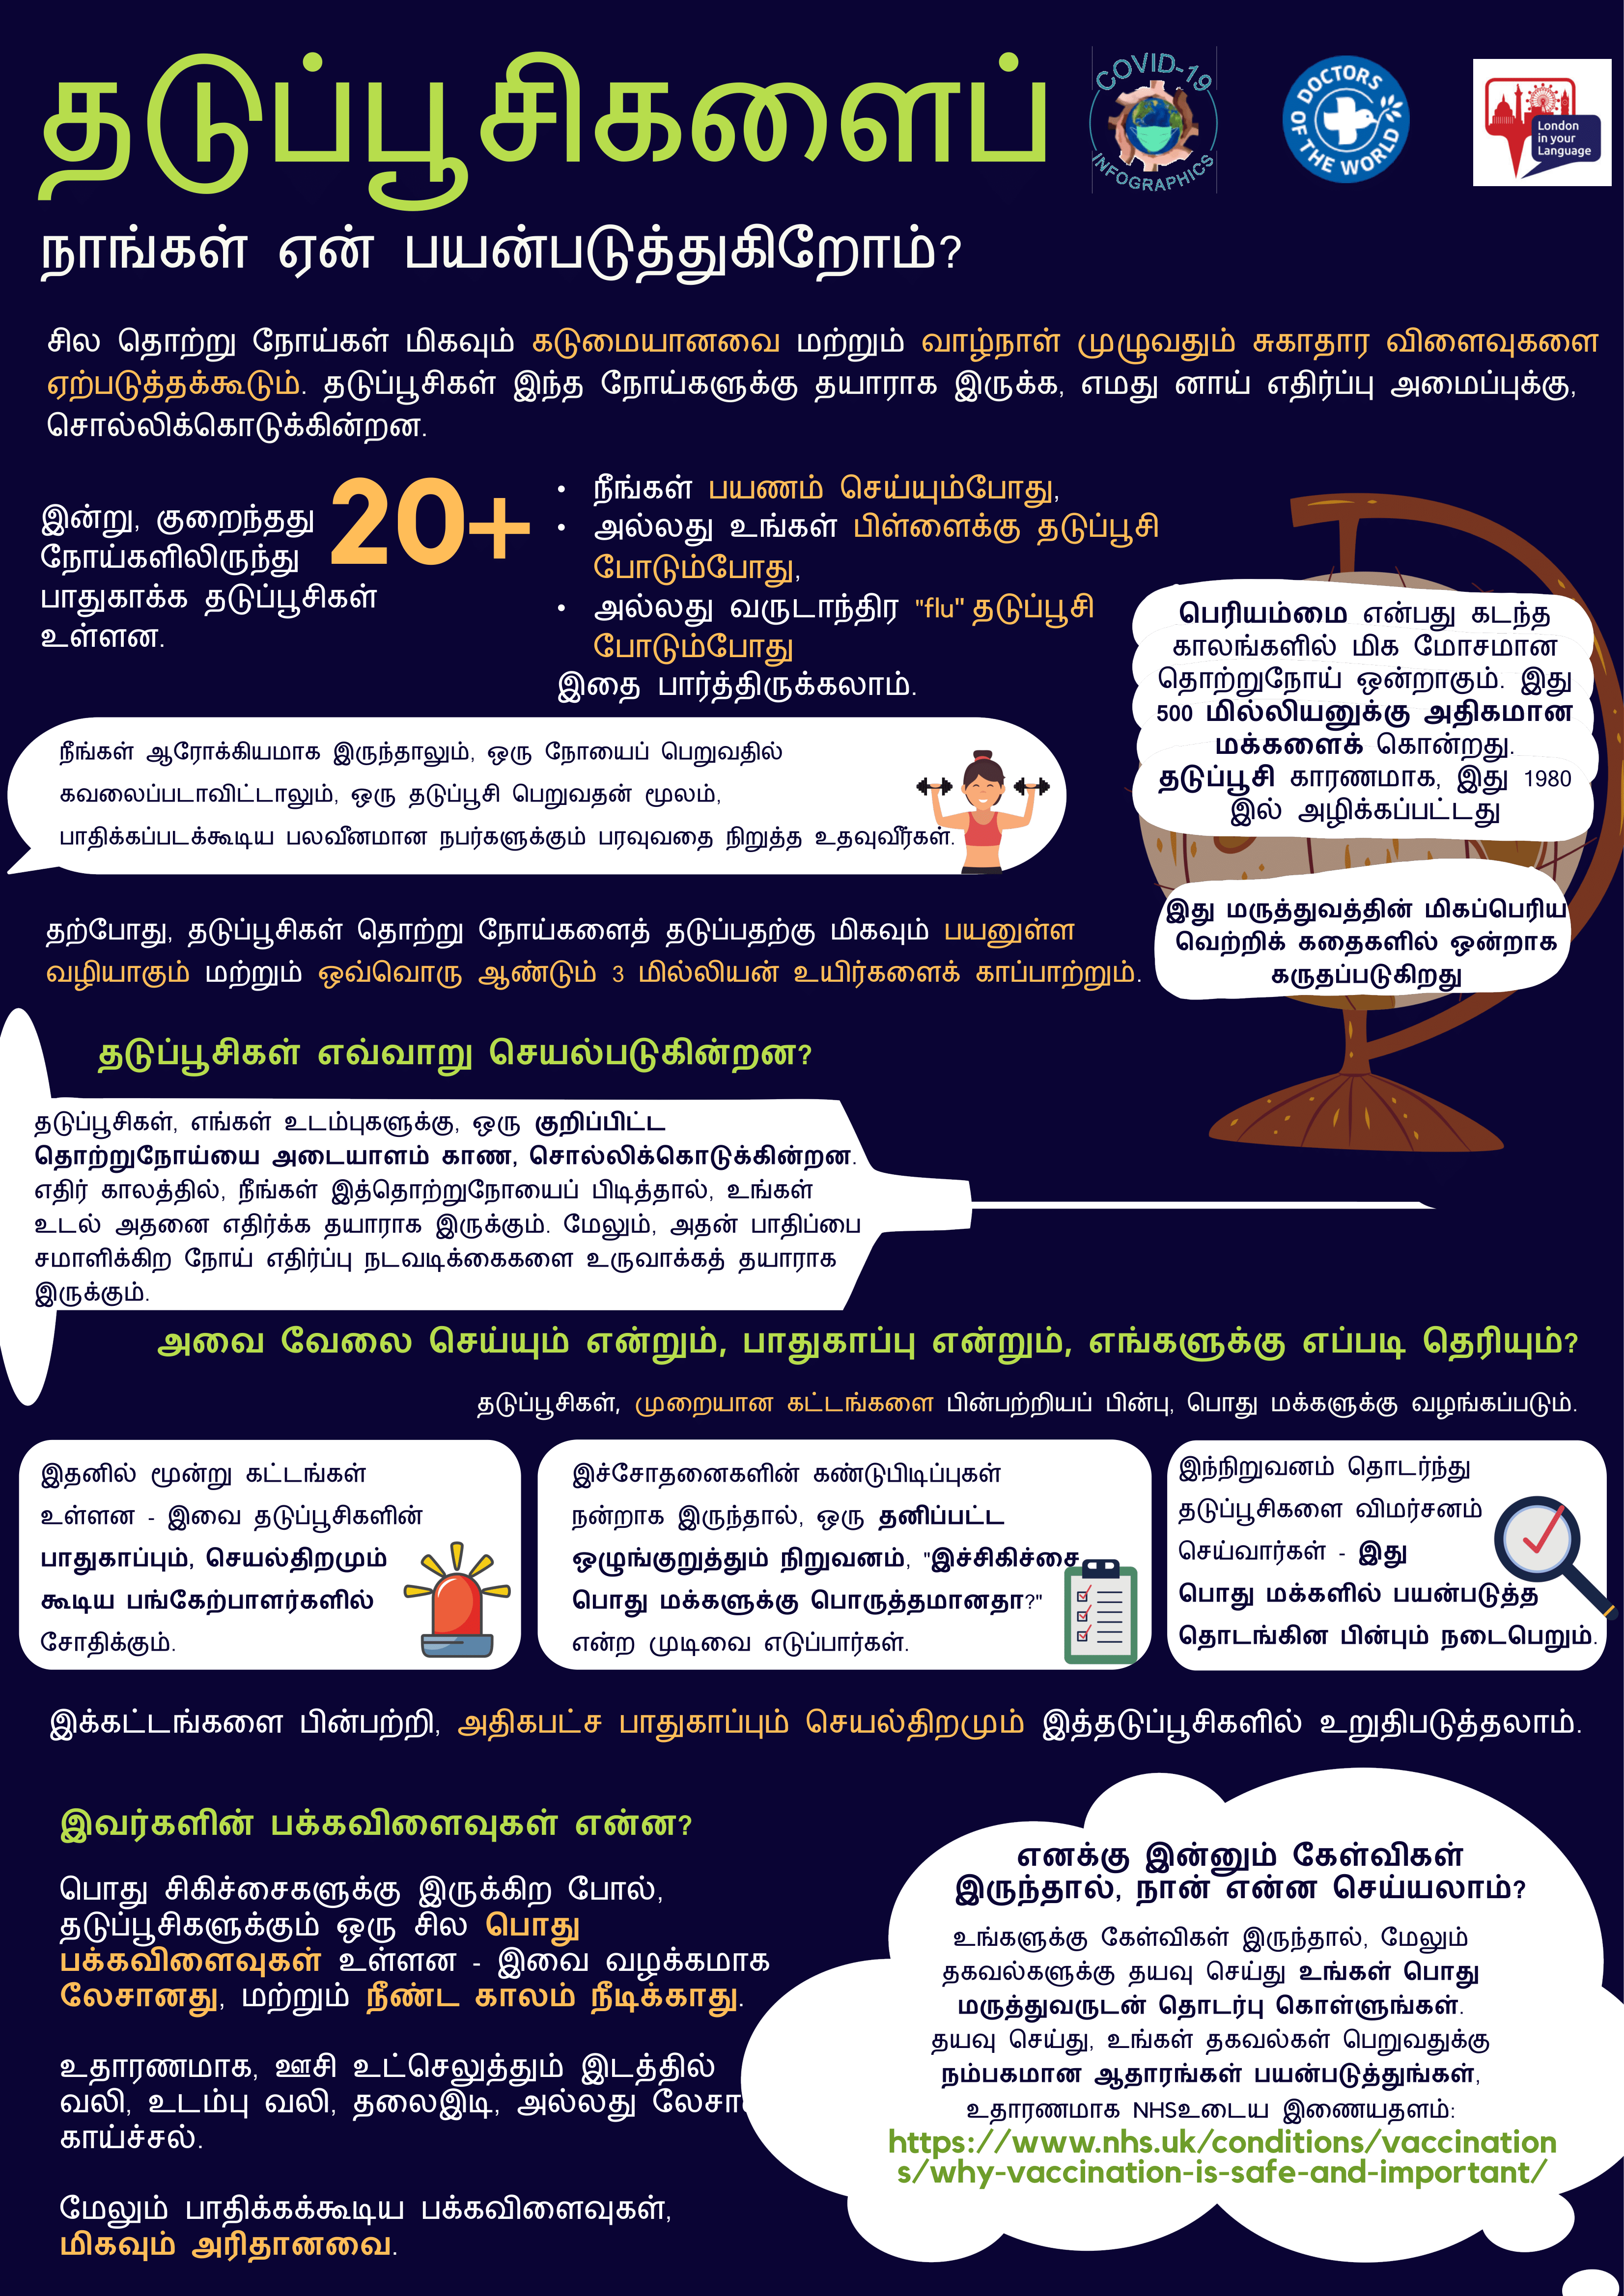 தடுப்பூசிகளைப்
COVID-19
INFOGRAPHICS
DOCTORS
OF THE WORLD
London
in your
Language
நாங்கள் ஏன் பயன்படுத்துகிறோம்?
சில தொற்று நோய்கள் மிகவும் கடுமையானவை மற்றும் வாழ்நாள் முழுவதும் சுகாதார விளைவுகளை
ஏற்படுத்தக்கூடும். தடுப்பூசிகள் இந்த நோய்களுக்கு தயாராக இருக்க, எமது னாய் எதிர்ப்பு அமைப்புக்கு,
சொல்லிக்கொடுக்கின்றன.
இன்று, குறைந்தது 20+
நோய்களிலிருந்து
பாதுகாக்க தடுப்பூசிகள்
உள்ளன.
• நீங்கள் பயணம் செய்யும்போது,
• அல்லது உங்கள் பிள்ளைக்கு தடுப்பூசி
போடும்போது,
• அல்லது வருடாந்திர "flu" தடுப்பூசி
போடும்போது
இதை பார்த்திருக்கலாம்.
பெரியம்மை என்பது கடந்த
காலங்களில் மிக மோசமான
தொற்றுநோய் ஒன்றாகும். இது
500 மில்லியனுக்கு அதிகமான
மக்களைக் கொன்றது.
தடுப்பூசி காரணமாக, இது 1980
இல் அழிக்கப்பட்டது
இது மருத்துவத்தின் மிகப்பெரிய
வெற்றிக் கதைகளில் ஒன்றாக
கருதப்படுகிறது
நீங்கள் ஆரோக்கியமாக இருந்தாலும், ஒரு நோயைப் பெறுவதில்
கவலைப்படாவிட்டாலும், ஒரு தடுப்பூசி பெறுவதன் மூலம்,
பாதிக்கப்படக்கூடிய பலவீனமான நபர்களுக்கும் பரவுவதை நிறுத்த உதவுவீர்கள்.
தற்போது, தடுப்பூசிகள் தொற்று நோய்களைத் தடுப்பதற்கு மிகவும் பயனுள்ள
வழியாகும் மற்றும் ஒவ்வொரு ஆண்டும் 3 மில்லியன் உயிர்களைக் காப்பாற்றும்.
தடுப்பூசிகள் எவ்வாறு செயல்படுகின்றன?
தடுப்பூசிகள், எங்கள் உடம்புகளுக்கு, ஒரு குறிப்பிட்ட
தொற்றுநோய்யை அடையாளம் காண, சொல்லிக்கொடுக்கின்றன.
எதிர் காலத்தில், நீங்கள் இத்தொற்றுநோயைப் பிடித்தால், உங்கள்
உடல் அதனை எதிர்க்க தயாராக இருக்கும். மேலும், அதன் பாதிப்பை
சமாளிக்கிற நோய் எதிர்ப்பு நடவடிக்கைகளை உருவாக்கத் தயாராக
இருக்கும்.
அவை வேலை செய்யும் என்றும், பாதுகாப்பு என்றும், எங்களுக்கு எப்படி தெரியும்?
தடுப்பூசிகள், முறையான கட்டங்களை பின்பற்றியப் பின்பு, பொது மக்களுக்கு வழங்கப்படும்.
இதனில் மூன்று கட்டங்கள்
உள்ளன - இவை தடுப்பூசிகளின்
பாதுகாப்பும், செயல்திறமும்
கூடிய பங்கேற்பாளர்களில்
சோதிக்கும்.
இச்சோதனைகளின் கண்டுபிடிப்புகள்
நன்றாக இருந்தால், ஒரு தனிப்பட்ட
ஒழுங்குறுத்தும் நிறுவனம், "இச்சிகிச்சை
பொது மக்களுக்கு பொருத்தமானதா?"
என்ற முடிவை எடுப்பார்கள்.
இந்நிறுவனம் தொடர்ந்து
தடுப்பூசிகளை விமர்சனம்
செய்வார்கள் - இது
பொது மக்களில் பயன்படுத்த
தொடங்கின பின்பும் நடைபெறும்.
இக்கட்டங்களை பின்பற்றி, அதிகபட்ச பாதுகாப்பும் செயல்திறமும் இத்தடுப்பூசிகளில் உறுதிபடுத்தலாம்.
இவர்களின் பக்கவிளைவுகள் என்ன?
பொது சிகிச்சைகளுக்கு இருக்கிற போல்,
தடுப்பூசிகளுக்கும் ஒரு சில பொது
பக்கவிளைவுகள் உள்ளன - இவை வழக்கமாக
லேசானது, மற்றும் நீண்ட காலம் நீடிக்காது.
உதாரணமாக, ஊசி உட்செலுத்தும் இடத்தில்
வலி, உடம்பு வலி, தலைஇடி, அல்லது
காய்ச்சல்.
மேலும் பாதிக்கக்கூடிய பக்கவிளைவுகள்,
மிகவும் அரிதானவை.
எனக்கு இன்னும் கேள்விகள்
இருந்தால், நான் என்ன செய்யலாம்?
உங்களுக்கு கேள்விகள் இருந்தால், மேலும்
தகவல்களுக்கு தயவு செய்து உங்கள் பொது
மருத்துவருடன் தொடர்பு கொள்ளுங்கள்.
தயவு செய்து, உங்கள் தகவல்கள் பெறுவதுக்கு
நம்பகமான ஆதாரங்கள் பயன்படுத்துங்கள்,
உதாரணமாக NHSஉடைய இணையதளம்:
https://www.nhs.uk/conditions/vaccination
s/why-vaccination-is-safe-and-important/